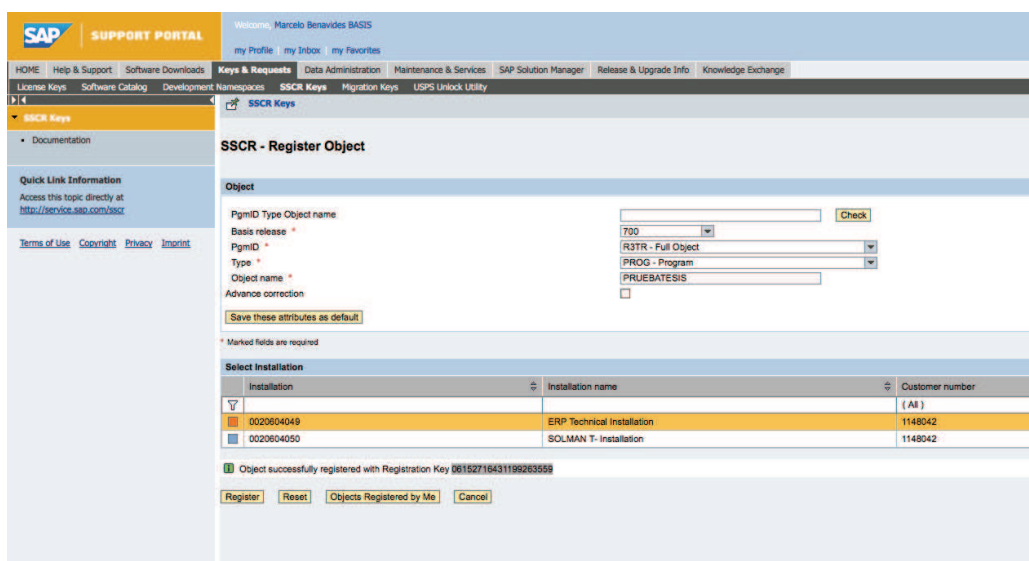 SAP SUPPORT PORTAL
Welcome, Marcelo Benavides BASIS
my Profile my Inbox my Favorites
HOME Help & Support Software Downloads Keys & Requests Data Administration Maintenance & Services SAP Solution Manager Release & Upgrade Info Knowledge Exchange
License Keys Software Catalog Development Namespaces SSCR Keys Migration Keys USPS Unlock Utility
SSCR Keys
Documentation
Quick Link Information
Access this topic directly at
http://service.sap.com/sscr
Terms of Use Copyright Privacy Imprint
SSCR Keys
SSCR - Register Object
Object
PgmID Type Object name Check
Basis release * 700
PgmID * R3TR - Full Object
Type * PROG - Program
Object name * PRUEBATESIS
Advance correction
Save these attributes as default
* Marked fields are required
Select Installation
Installation Installation name Customer number
( All )
0020604049 ERP Technical Installation 1148042
0020604050 SOLMAN T- Installation 1148042
Object successfully registered with Registration Key 06152716431199263559
Register Reset Objects Registered by Me Cancel